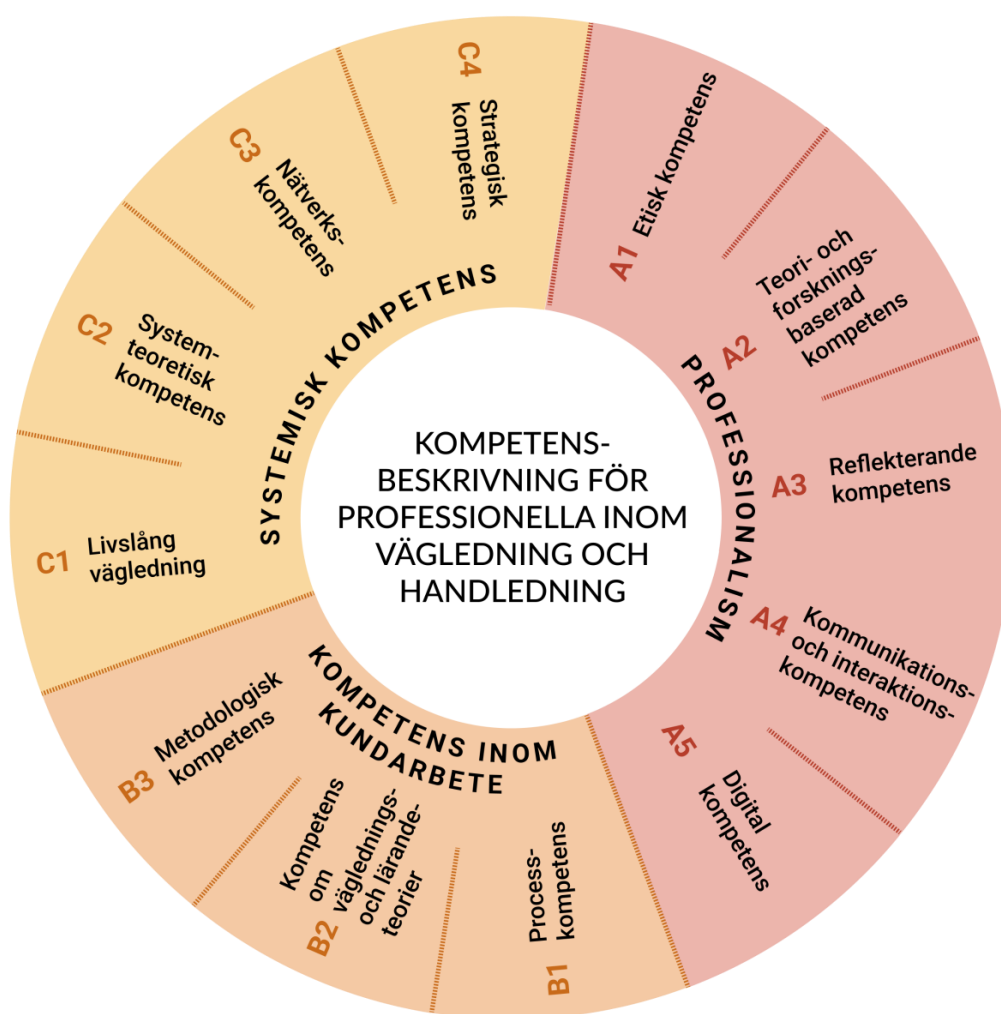 KOMPETENS-
BESKRIVNING FÖR
PROFESSIONELLA INOM
VÄGLEDNING OCH
HANDLEDNING
PROFESSIONALISM
A1 Etisk kompetens
A2
Teori- och
forsknings-
baserad
kompetens
A3
Reflekterande
kompetens
A4
Kommunikations-
och interaktions-
kompetens
A5
Digital
kompetens
KOMPETENS INOM
KUNDARBETE
B1
Process-
kompetens
B2
Kompetens
om
väglednings-
och lärande-
teorier
B3
Metodologisk
kompetens
SYSTEMISK KOMPETENS
C1
Livslång
vägledning
C2
System-
teoretisk
kompetens
C3
Nätverks-
kompetens
C4
Strategisk
kompetens